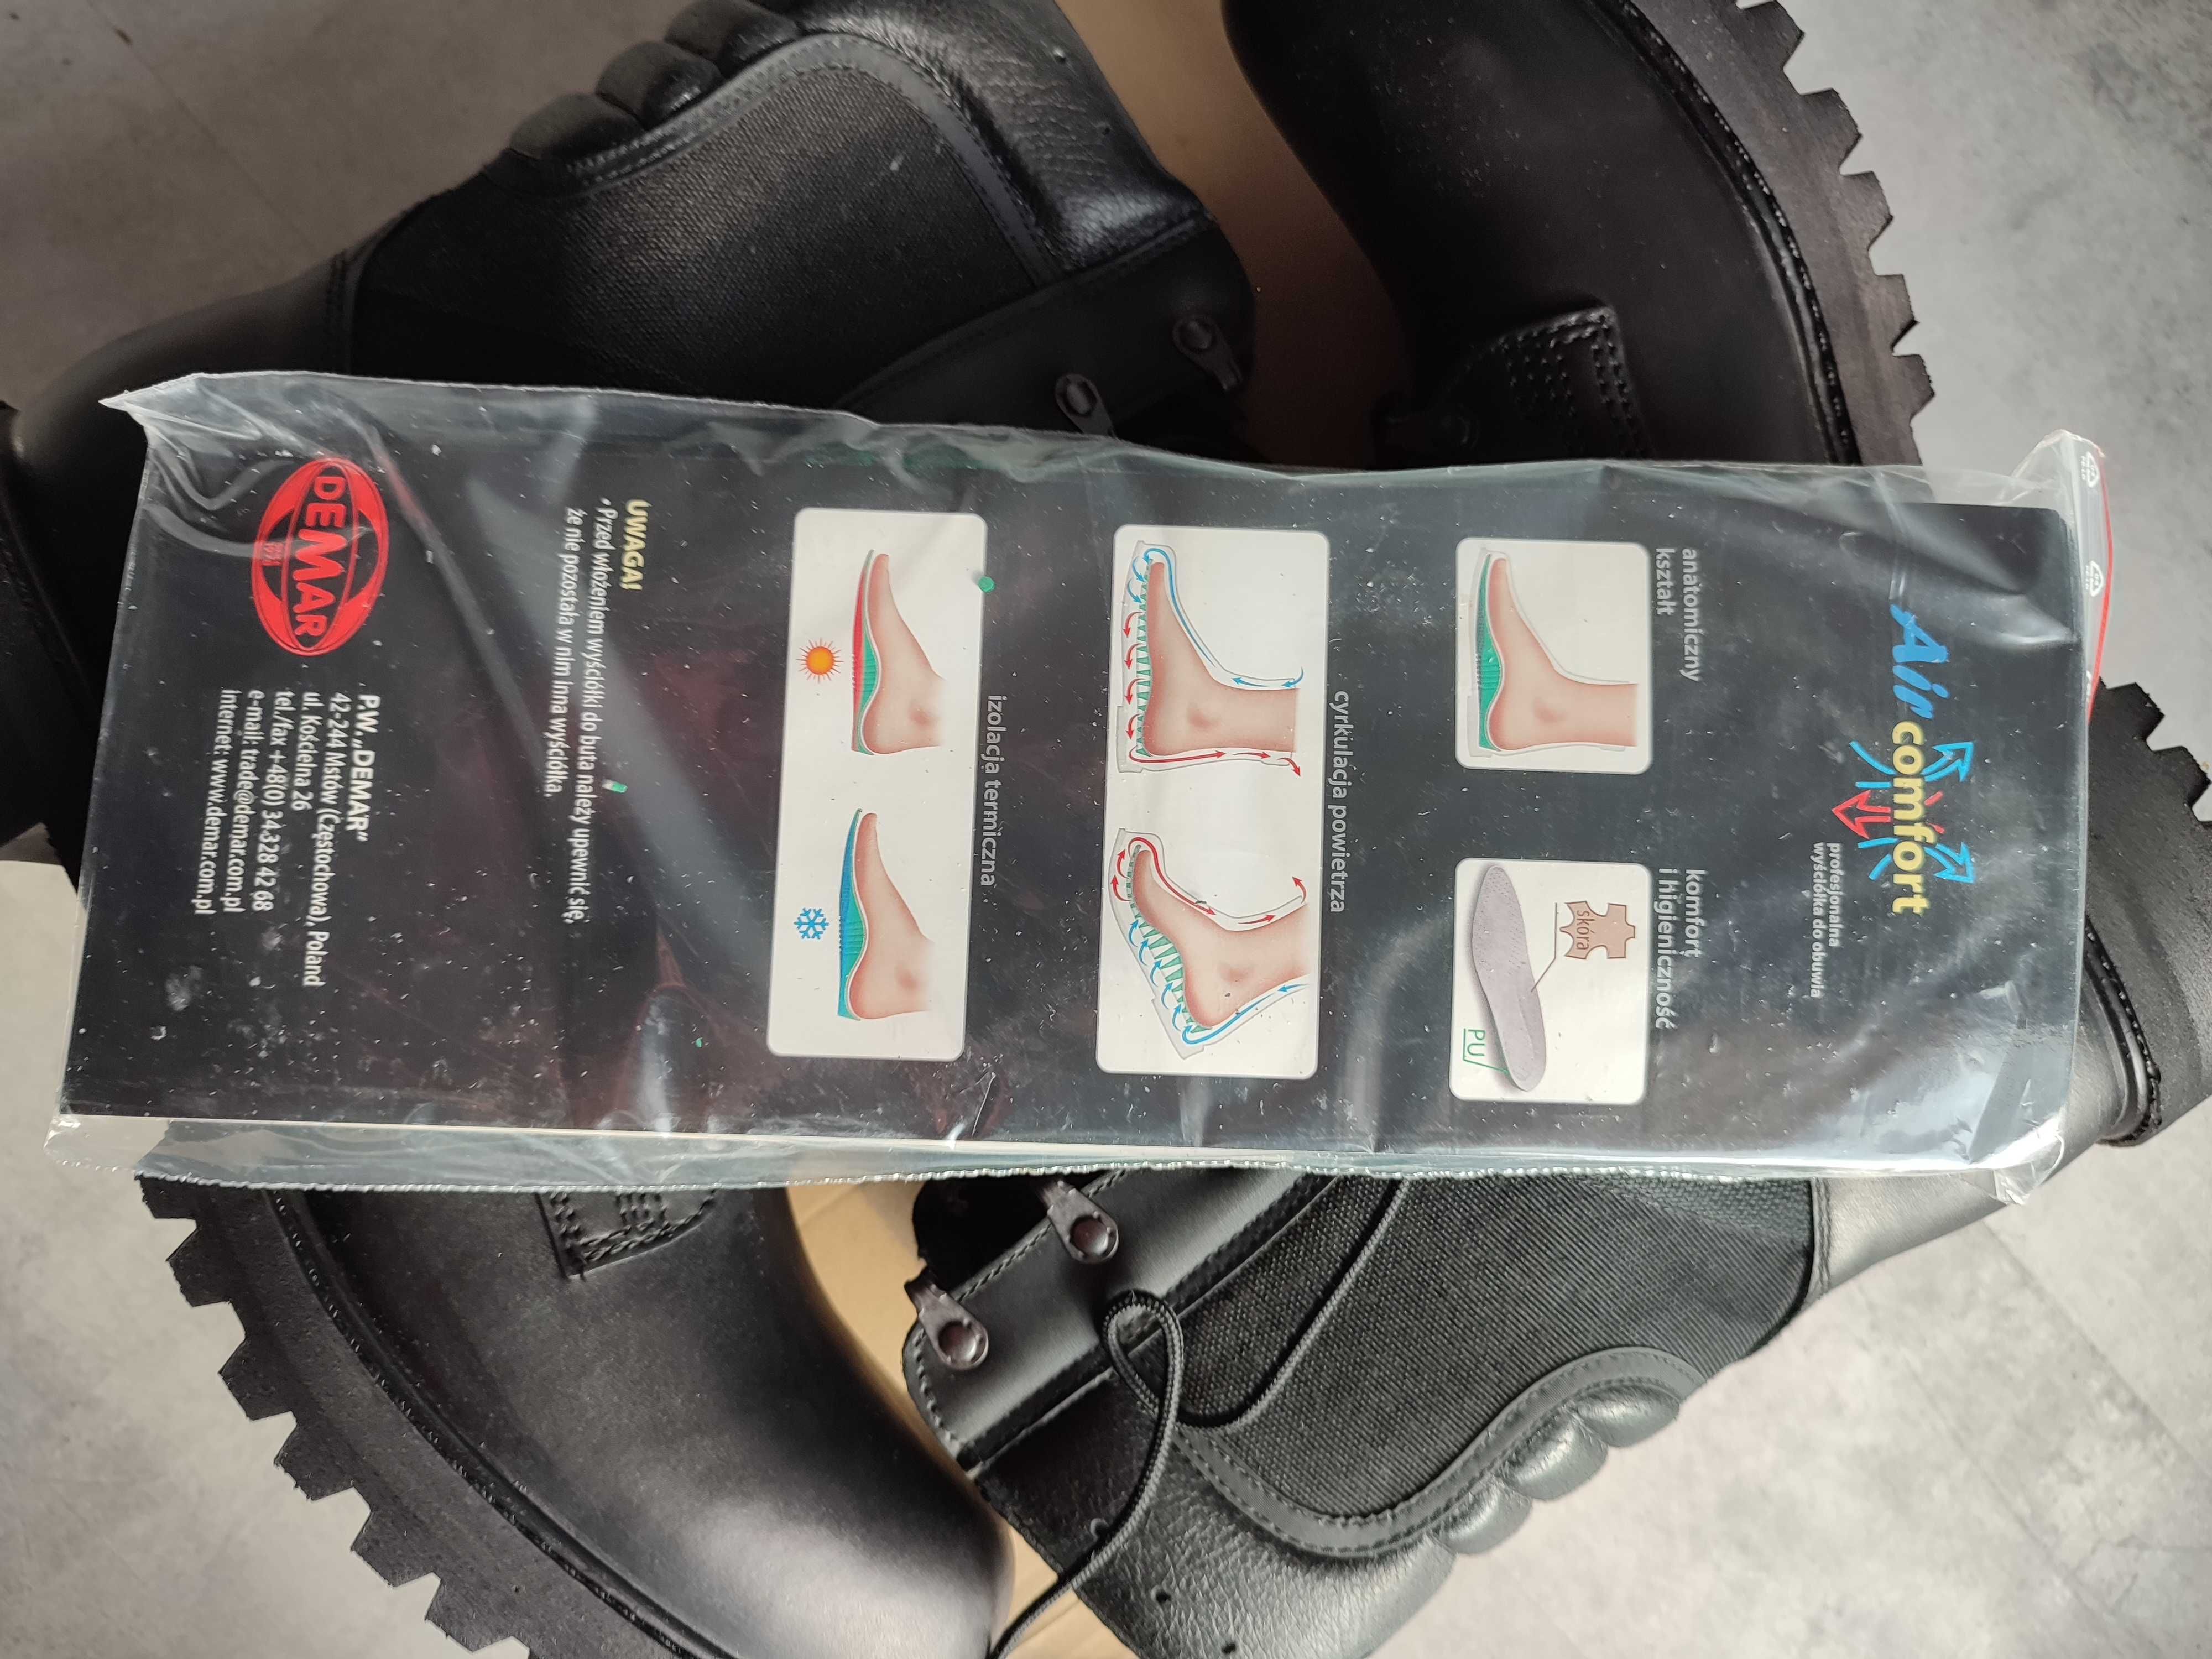 Air comfort
profesjonalna
wyściółka do obuwia
anatomiczny
kształt
komfort
i higieniczność
skóra
PU
cyrkulacja powietrza
izolacja termiczna
UWAGA!
• Przed włożeniem wyściółki do buta należy upewnić się,
że nie pozostała w nim inna wyściółka.
DEMAR
P.W. „DEMAR”
42-244 Mstów (Częstochowa), Poland
ul. Kościelna 26
tel./fax +48(0) 34 328 42 68
e-mail: trade@demar.com.pl
internet: www.demar.com.pl